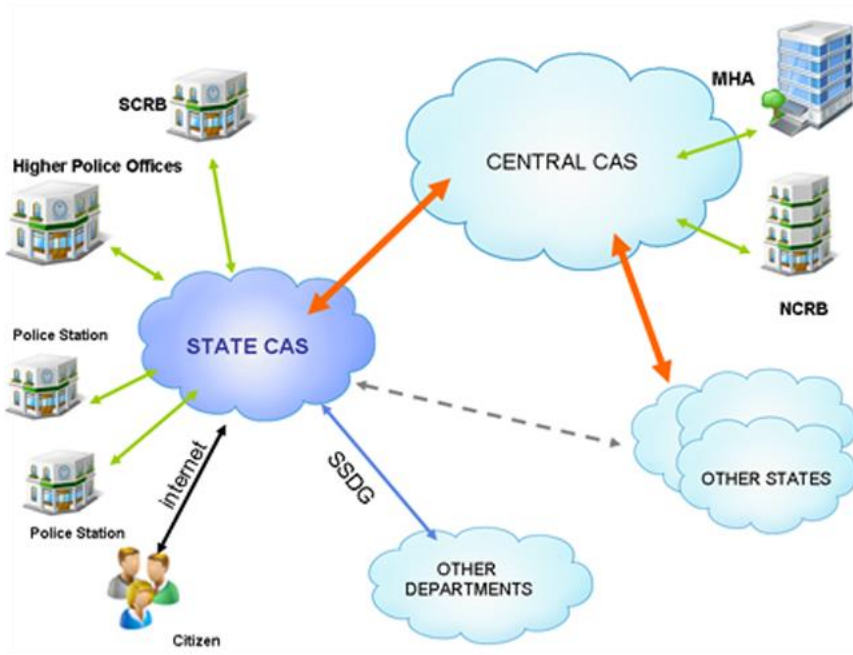 SCRB
MHA
Higher Police Offices
CENTRAL CAS
NCRB
Police Station
STATE CAS
Police Station
internet
SSDG
OTHER STATES
OTHER
DEPARTMENTS
Citizen